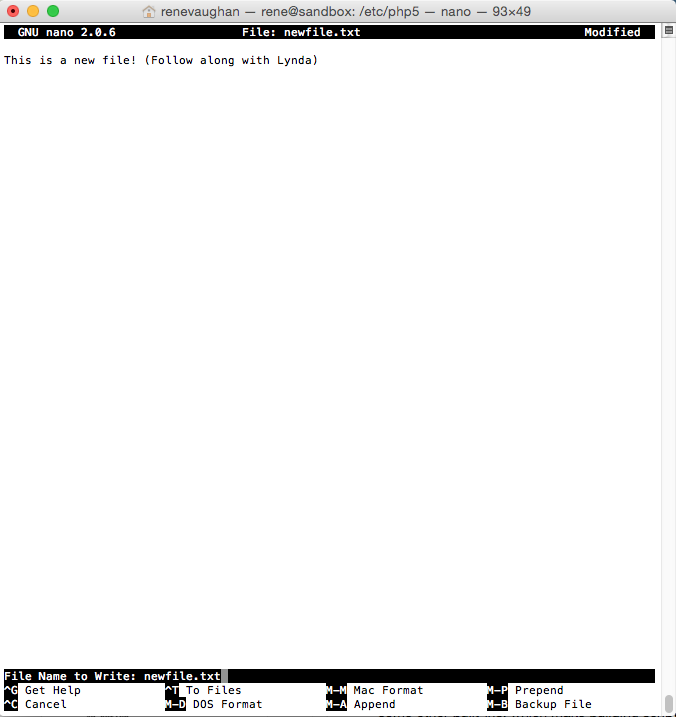 renevaughan — rene@sandbox: /etc/php5 — nano — 93×49
GNU nano 2.0.6 File: newfile.txt Modified
This is a new file! (Follow along with Lynda)
File Name to Write: newfile.txt
^G Get Help ^T To Files M-M Mac Format M-P Prepend
^C Cancel M-D DOS Format M-A Append M-B Backup File